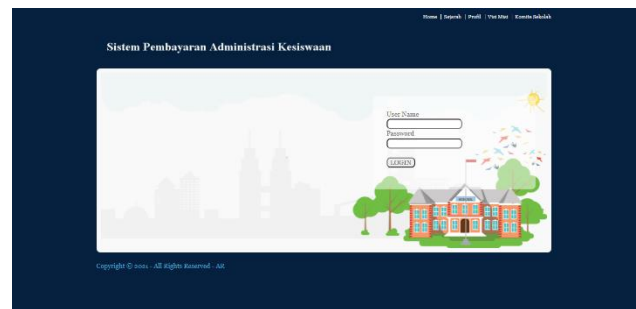 Home | Sejarah | Profil | Visi Misi | Komite Sekolah
Sistem Pembayaran Administrasi Kesiswaan
User Name
Password
LOGIN
Copyright © 2021 - All Rights Reserved - AR